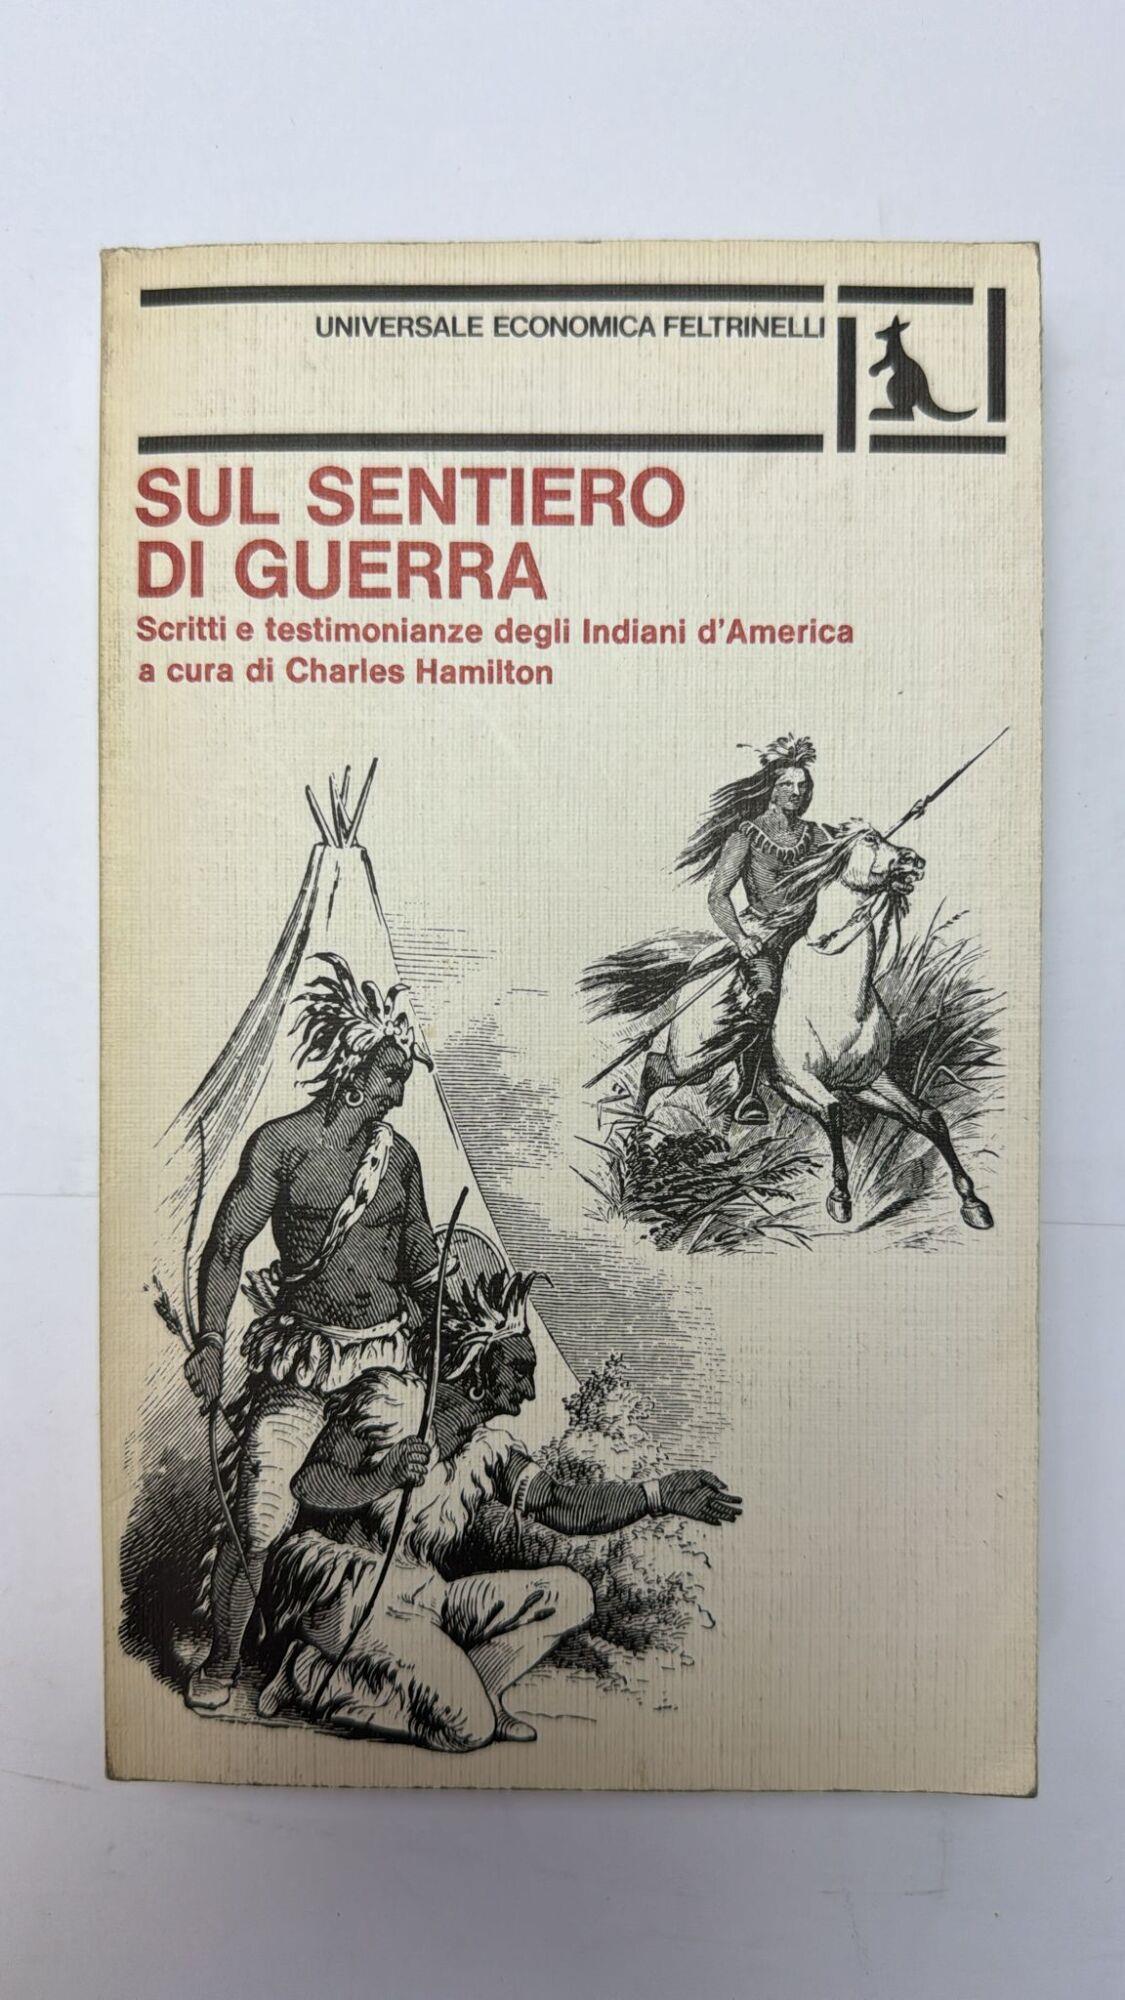 UNIVERSALE ECONOMICA FELTRINELLI
SUL SENTIERO
DI GUERRA
Scritti e testimonianze degli Indiani d'America
a cura di Charles Hamilton